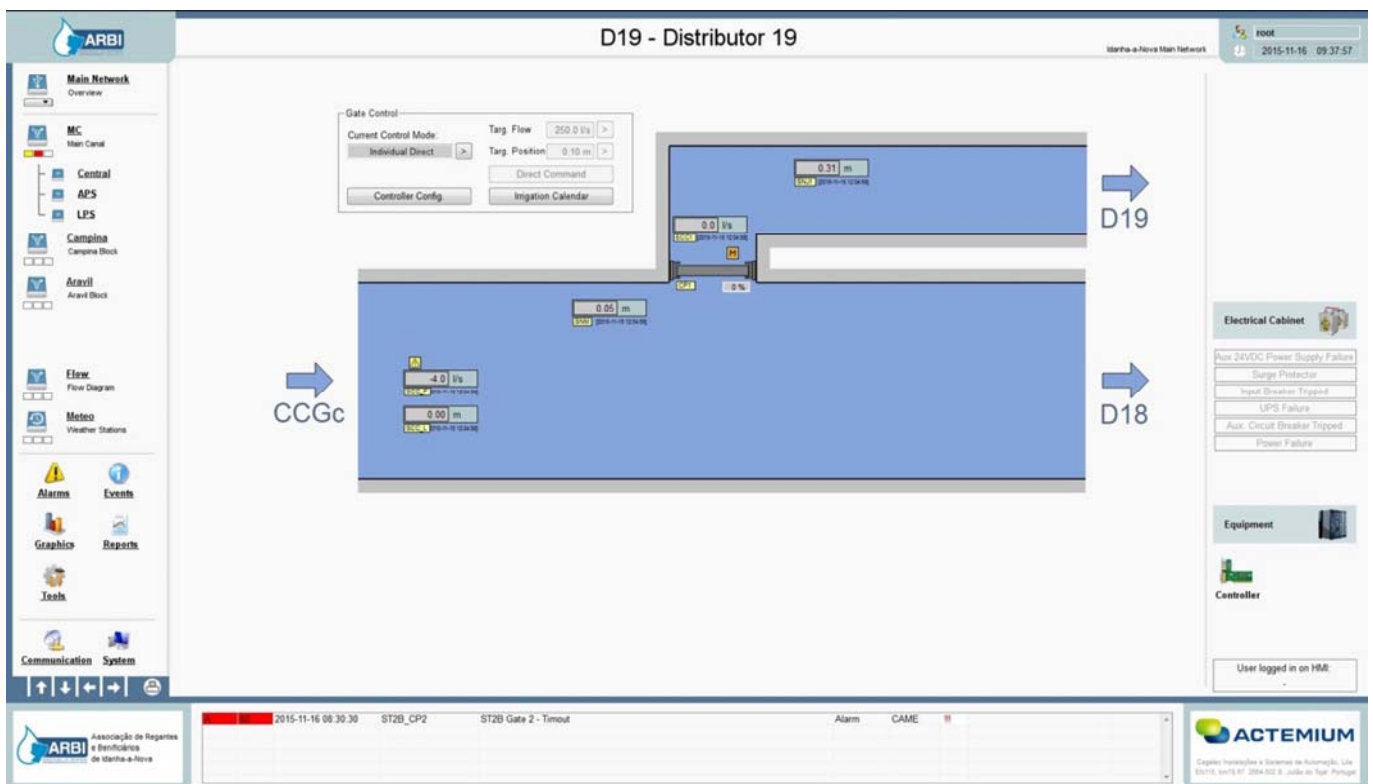 ARBI
D19 - Distributor 19
Idanha-a-Nova Main Network
root
2015-11-16 09:37:57
Main Network
Overview
MC
Main Canal
Central
APS
LPS
Campina
Campina Block
Aravil
Aravil Block
Flow
Flow Diagram
Meteo
Weather Stations
Alarms
Events
Graphics
Reports
Tools
Communication
System
Gate Control
Current Control Mode:
Individual Direct
>
Controller Config.
Targ. Flow
250.0 l/s
>
Targ. Position
0.10 m
>
Direct Command
Irrigation Calendar
0.31 m
D19
0.0 l/s
M
CP1
0 %
0.05 m
A
-4.0 l/s
0.00 m
CCGc
D18
Electrical Cabinet
Aux 24VDC Power Supply Failure
Surge Protector
Input Breaker Tripped
UPS Failure
Aux. Circuit Breaker Tripped
Power Failure
Equipment
Controller
User logged in on HMI:
-
ARBI
Associação de Regantes
e Benificiários
de Idanha-a-Nova
2015-11-16 08:30:30 ST2B_CP2 ST2B Gate 2 - Timout Alarm CAME !!
ACTEMIUM